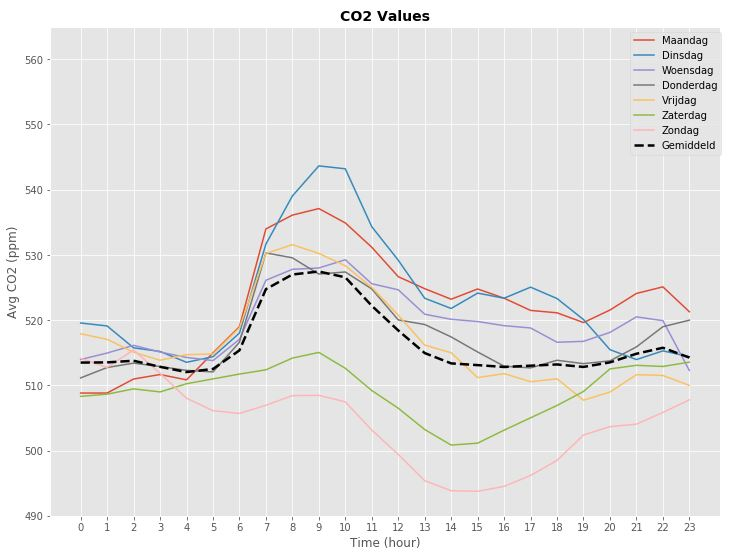 CO2 Values
Maandag
Dinsdag
Woensdag
Donderdag
Vrijdag
Zaterdag
Zondag
Gemiddeld
560
550
540
530
520
510
500
490
Avg CO2 (ppm)
0 1 2 3 4 5 6 7 8 9 10 11 12 13 14 15 16 17 18 19 20 21 22 23
Time (hour)